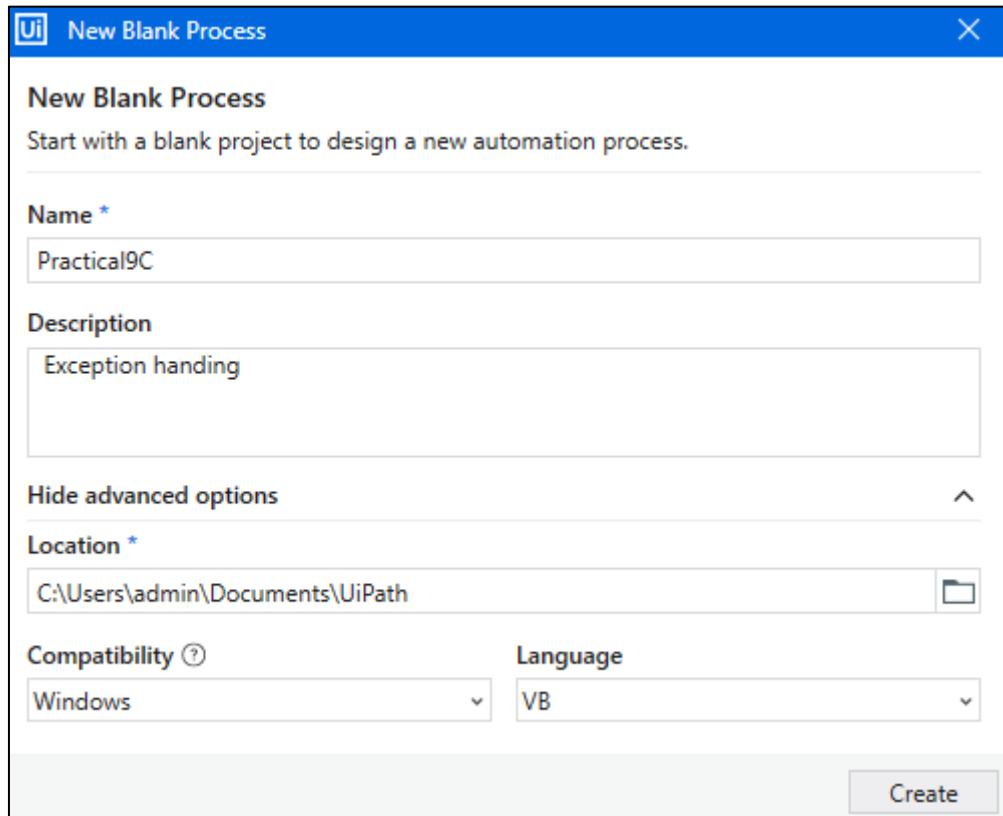 Ui New Blank Process
New Blank Process
Start with a blank project to design a new automation process.
Name *
Practical9C
Description
Exception handing
Hide advanced options
Location *
C:\Users\admin\Documents\UiPath
Compatibility ? Language
Windows VB
Create